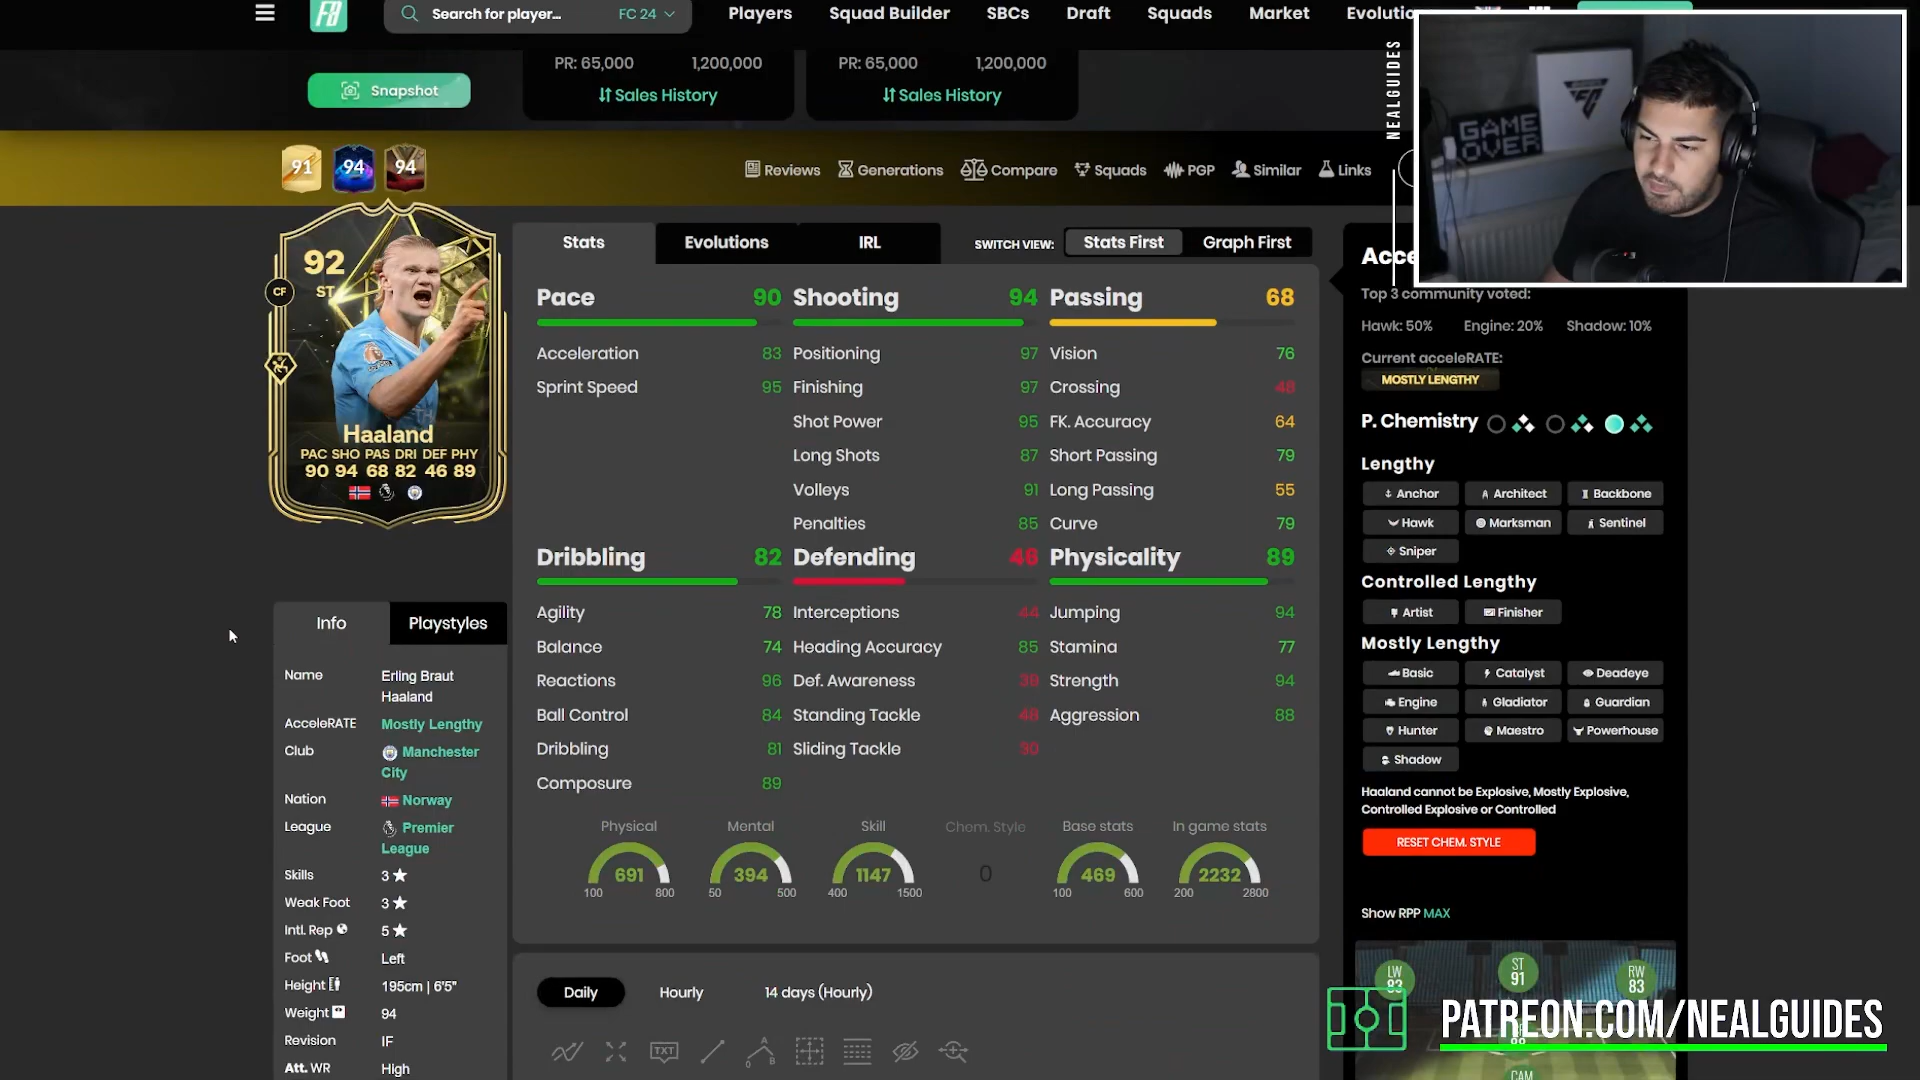 Search for player...
FC 24
Players
Squad Builder
SBCs
Draft
Squads
Market
Snapshot
PR: 65,000 1,200,000
Sales History
PR: 65,000 1,200,000
Sales History
NEALGUIDES
GAME
OVER
91 94 94
Reviews
Generations
Compare
Squads
PGP
Similar
Links
92
ST
CF
Haaland
PAC SHO PAS DRI DEF PHY
90 94 68 82 46 89
Stats
Evolutions
IRL
SWITCH VIEW:
Stats First
Graph First
Pace 90
Acceleration 83
Sprint Speed 95
Shooting 94
Positioning 97
Finishing 97
Shot Power 95
Long Shots 87
Volleys 91
Penalties 85
Passing 68
Vision 76
Crossing 48
FK. Accuracy 64
Short Passing 79
Long Passing 55
Curve 79
Dribbling 82
Agility 78
Balance 74
Reactions 96
Ball Control 84
Dribbling 81
Composure 89
Defending 46
Interceptions 44
Heading Accuracy 85
Def. Awareness 38
Standing Tackle 48
Sliding Tackle 30
Physicality 89
Jumping 94
Stamina 77
Strength 94
Aggression 88
Physical
691
100 800
Mental
394
50 500
Skill
1147
400 1500
Chem. Style
0
Base stats
469
100 600
In game stats
2232
200 2800
Daily
Hourly
14 days (Hourly)
TXT
Info
Playstyles
Name Erling Braut
Haaland
AcceleRATE Mostly Lengthy
Club Manchester
City
Nation Norway
League Premier
League
Skills 3
Weak Foot 3
Intl. Rep 5
Foot Left
Height 195cm | 6'5"
Weight 94
Revision IF
Att. WR High
Top 3 community voted:
Hawk: 50% Engine: 20% Shadow: 10%
Current acceleRATE:
MOSTLY LENGTHY
P. Chemistry
Lengthy
Anchor Architect Backbone
Hawk Marksman Sentinel
Sniper
Controlled Lengthy
Artist Finisher
Mostly Lengthy
Basic Catalyst Deadeye
Engine Gladiator Guardian
Hunter Maestro Powerhouse
Shadow
Haaland cannot be Explosive, Mostly Explosive,
Controlled Explosive or Controlled
RESET CHEM. STYLE
Show RPP MAX
LW
83
ST
91
RW
83
CAM
PATREON.COM/NEALGUIDES